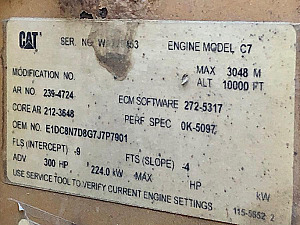 CAT SER NO ENGINE MODEL C7
MAX 3048 M
AR NO. 239-4724 ALT 10000 FT
ECM SOFTWARE 272-5317
CORE AR 212-3648
PERF SPEC 0K-5097
OEM NO. E1DC8N7D8G7J7P7901
FLS (INTERCEPT) -9 FTS (SLOPE) -4
ADV 300 HP 224.0 kW MAX HP kW
USE SERVICE TOOL TO VERIFY CURRENT ENGINE SETTINGS
115-5652 2